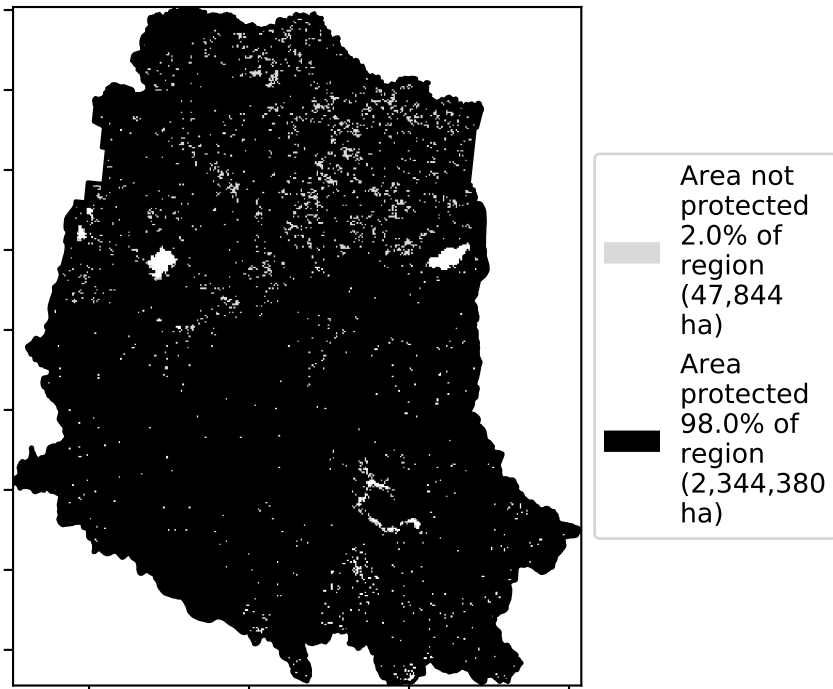 Area not
protected
2.0% of
region
(47,844
ha)
Area
protected
98.0% of
region
(2,344,380
ha)